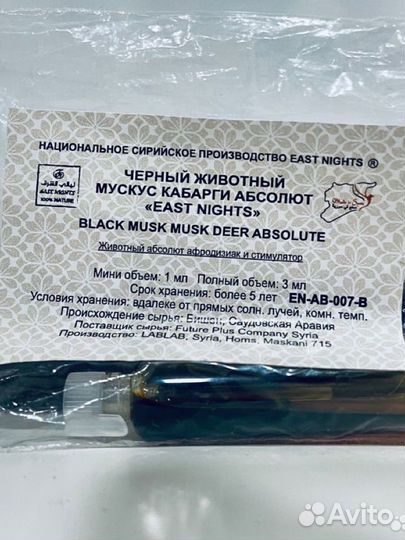 НАЦИОНАЛЬНОЕ СИРИЙСКОЕ ПРОИЗВОДСТВО EAST NIGHTS ®
ليالي الشرق
EAST NIGHTS
100% NATURE
ЧЕРНЫЙ ЖИВОТНЫЙ
МУСКУС КАБАРГИ АБСОЛЮТ
«EAST NIGHTS»
BLACK MUSK MUSK DEER ABSOLUTE
Животный абсолют афродизиак и стимулятор
Мини объем: 1 мл Полный объем: 3 мл
Срок хранения: более 5 лет EN-AB-007-B
Условия хранения: вдалеке от прямых солн. лучей, комн. темп.
Происхождение сырья: Бишен, Саудовская Аравия
Поставщик сырья: Future Plus Company Syria
Производство: LABLAB, Syria, Homs, Maskani 715
Avito